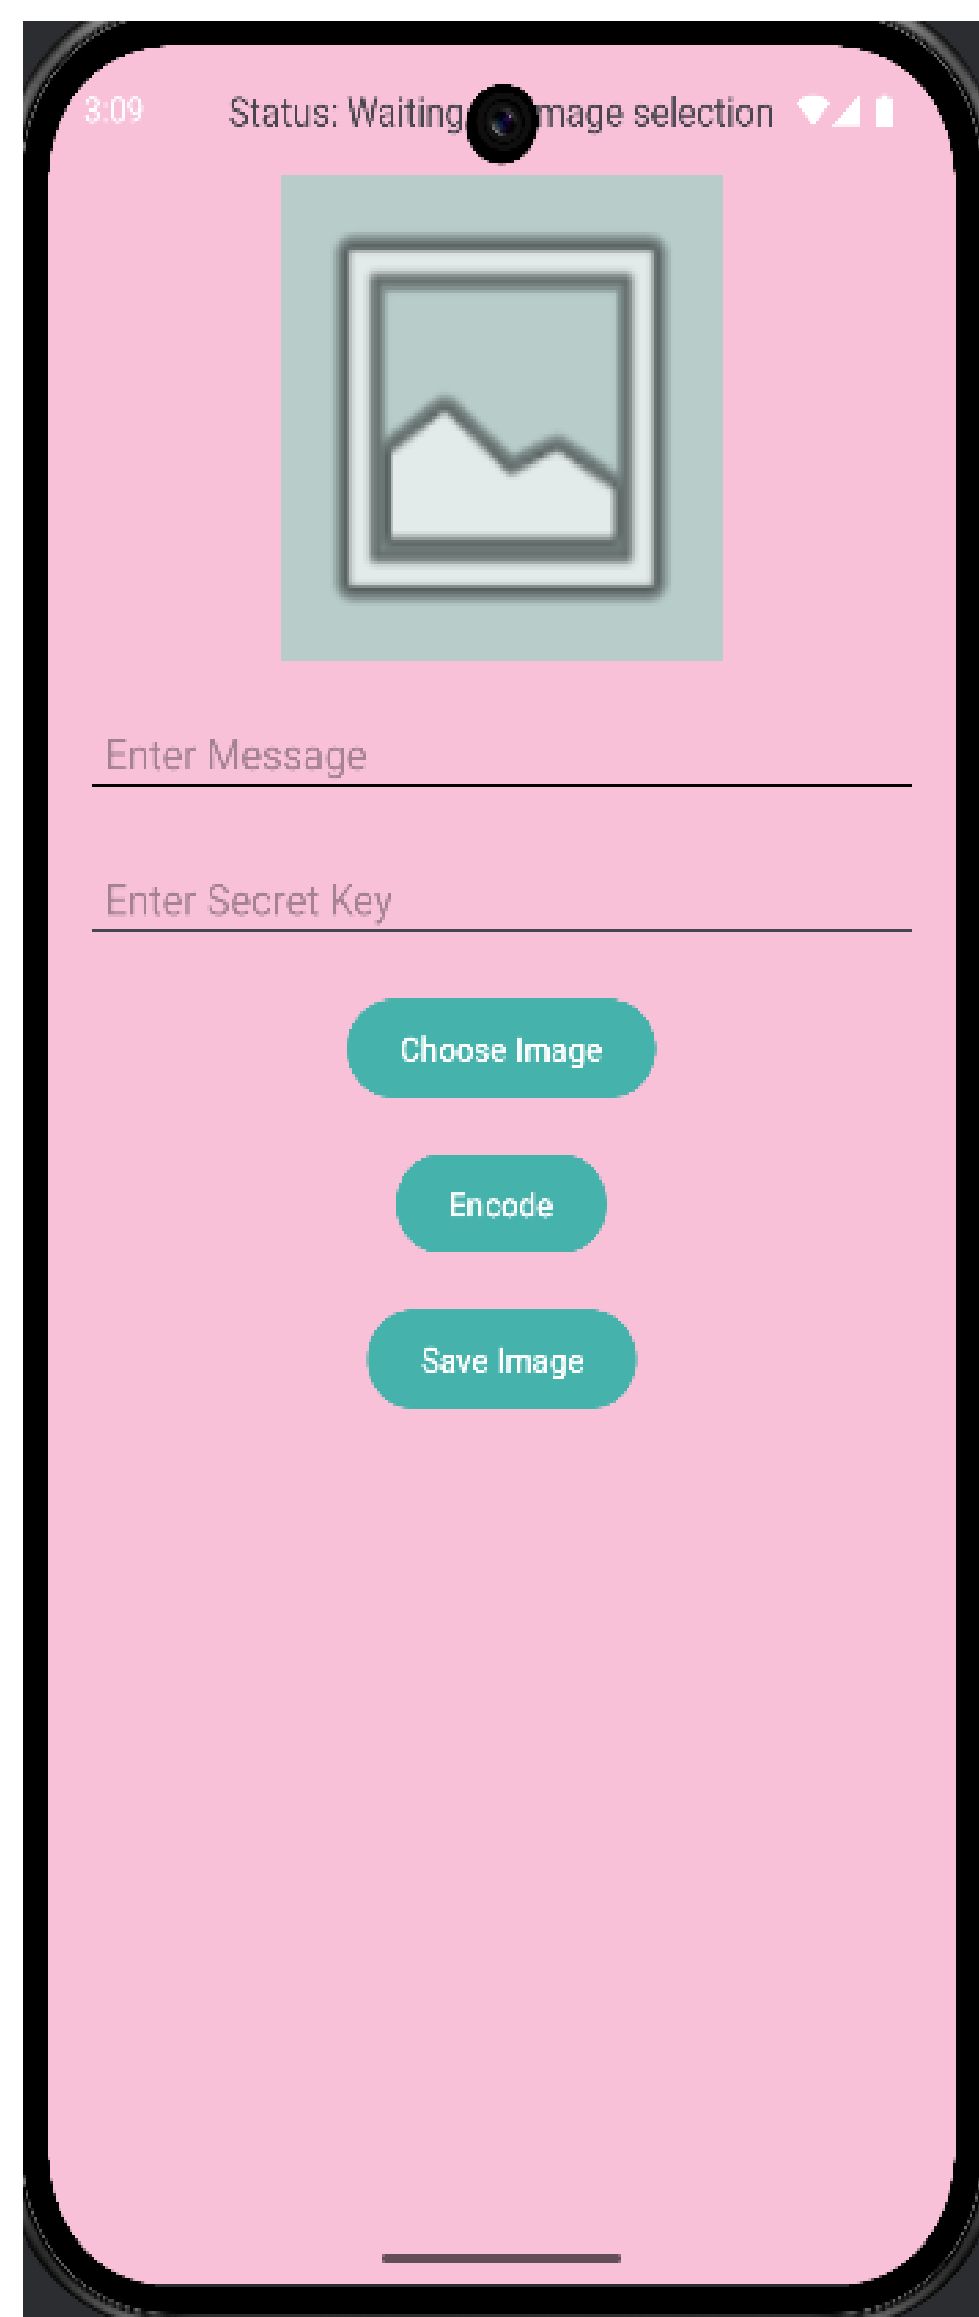 3:09
Status: Waiting mage selection
Enter Message
Enter Secret Key
Choose Image
Encode
Save Image